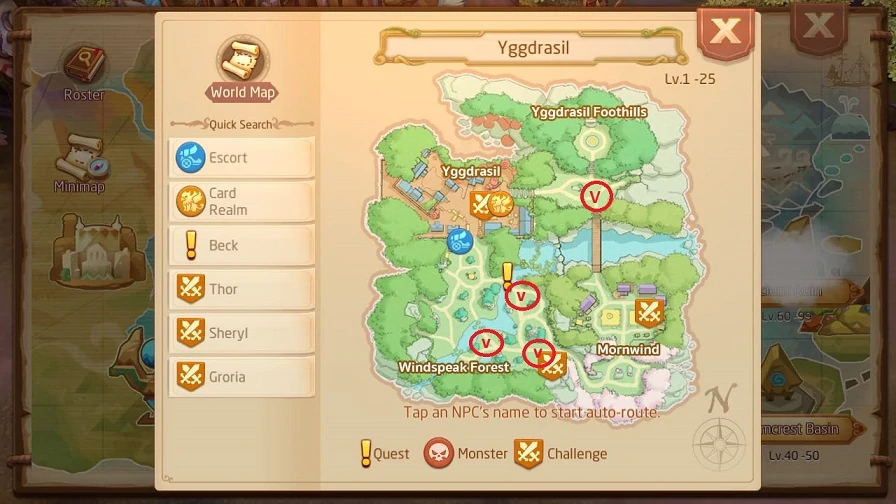 Roster
Minimap
World Map
Quick Search
Escort
Card
Realm
Beck
Thor
Sheryl
Groria
Yggdrasil
Lv.1 -25
Yggdrasil Foothills
Yggdrasil
V
V
V
V
Mornwind
Windspeak Forest
N
Tap an NPC's name to start auto-route.
Quest
Monster
Challenge
Lv.60 -99
Basin
Lv.40 -50